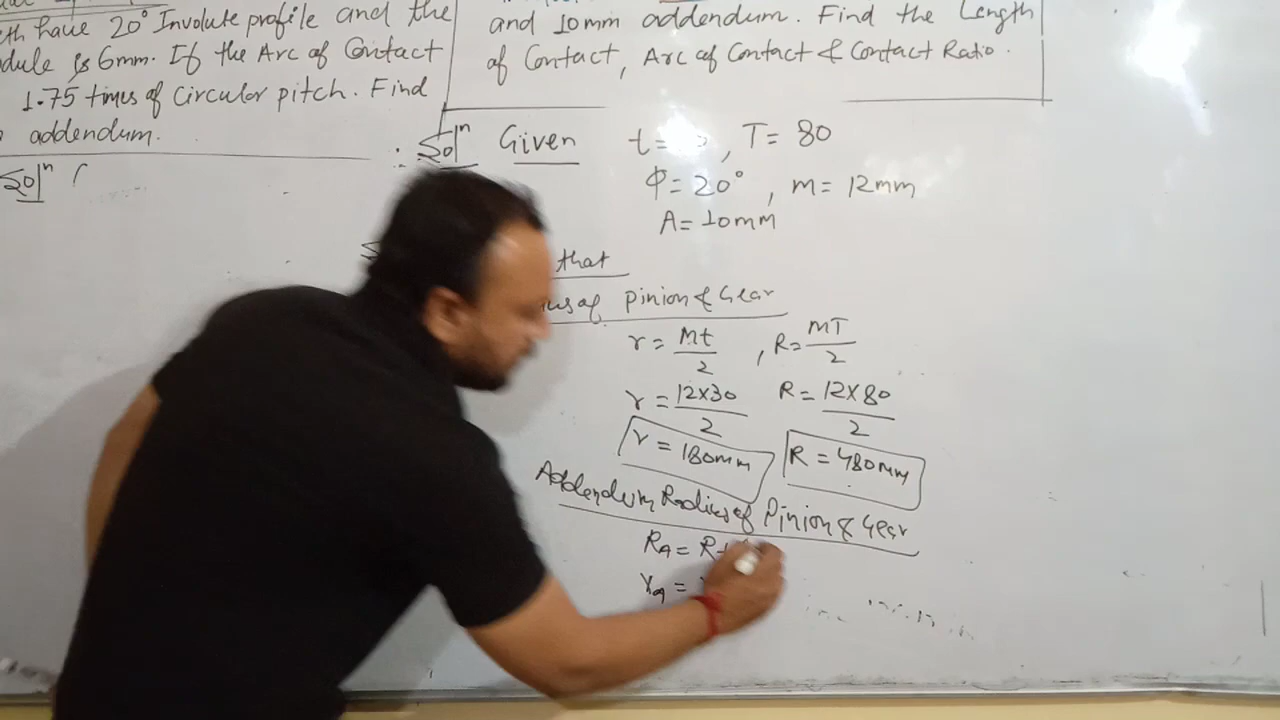 have 20° Involute profile and the
is 6mm. If the Arc of Contact
1.75 times of Circular pitch. Find
addendum.
Solⁿ (
and 10mm addendum. Find the Length
of Contact, Arc of Contact & Contact Ratio.
Solⁿ Given t= , T= 80
Φ= 20° , m= 12mm
A= 10mm
that
of pinion & Gear
r = mt/2 , R= MT/2
r = 12×30/2 R= 12×80/2
r = 180mm R = 480mm
Addendum Radius of Pinion & Gear
RA = R+
ra =